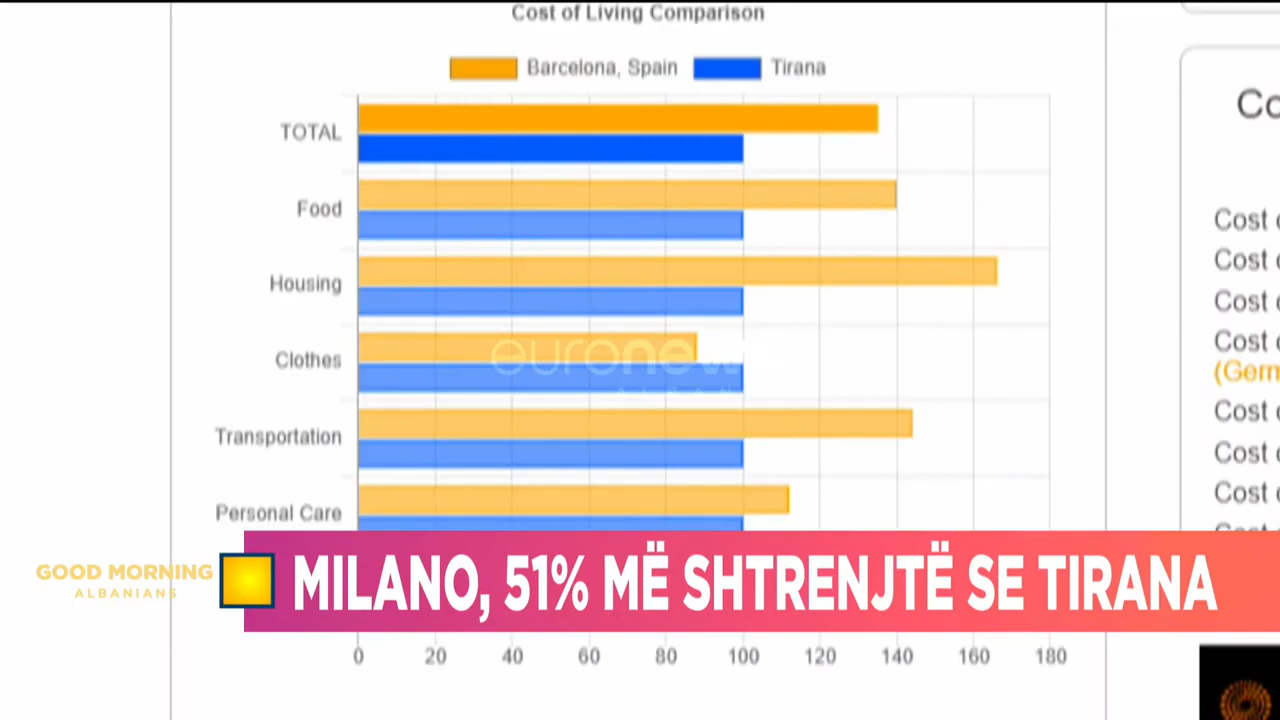 Cost of Living Comparison
Barcelona, Spain
Tirana
TOTAL
Food
Housing
Clothes
Transportation
Personal Care
0 20 40 60 80 100 120 140 160 180
Co
Cost
Cost
Cost
Cost
(Germ
Cost
Cost
Cost
euronews
GOOD MORNING
ALBANIANS
MILANO, 51% MË SHTRENJTË SE TIRANA